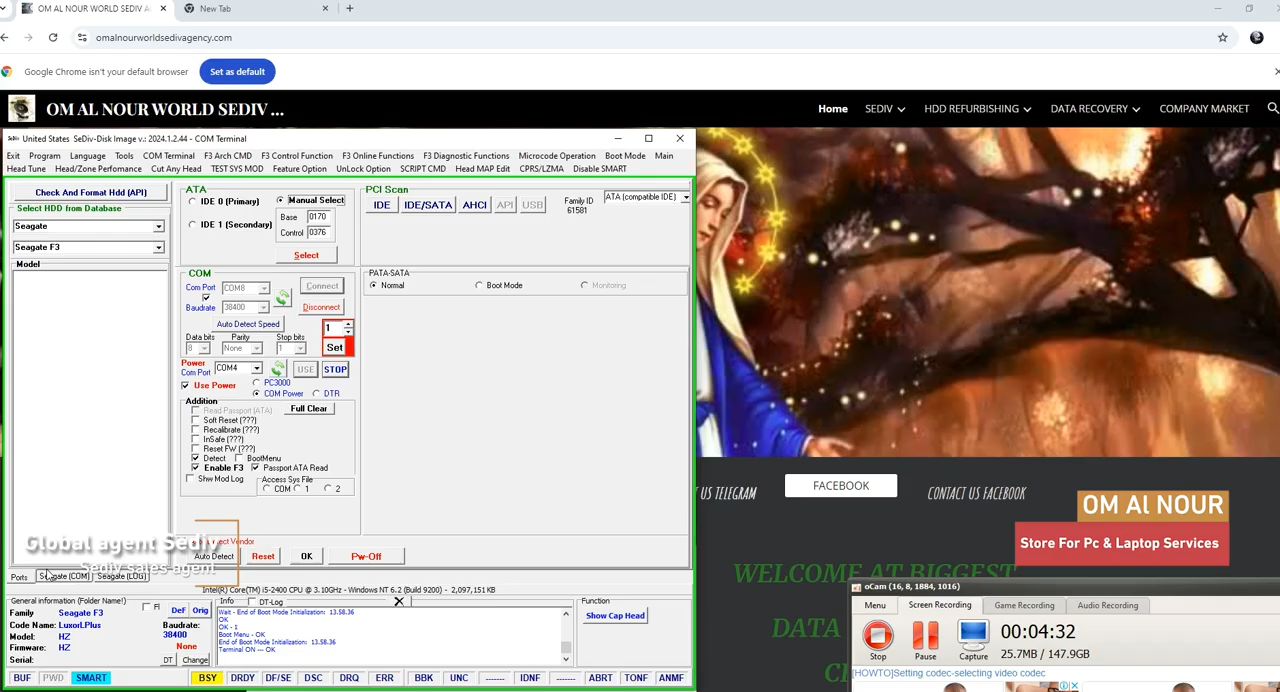 OM AL NOUR WORLD SEDIV A
New Tab
omalnourworldsedivagency.com
Google Chrome isn't your default browser
Set as default
OM AL NOUR WORLD SEDIV ...
Home SEDIV HDD REFURBISHING DATA RECOVERY COMPANY MARKET
United States SeDiv-Disk Image v.: 2024.1.2.44 - COM Terminal
Exit Program Language Tools COM Terminal F3 Arch CMD F3 Control Function F3 Online Functions F3 Diagnostic Functions Microcode Operation Boot Mode Main
Head Tune Head/Zone Perfomance Cut Any Head TEST SYS MOD Feature Option UnLock Option SCRIPT CMD Head MAP Edit CPRS/LZMA Disable SMART
Check And Format Hdd (API)
Select HDD from Database
Seagate
Seagate F3
Model
ATA
IDE 0 (Primary)
Manual Select
IDE 1 (Secondary)
Base 0170
Control 0376
Select
PCI Scan
IDE IDE/SATA AHCI API USB
Family ID
61581
ATA (compatible IDE)
COM
Com Port COM8 Connect
Baudrate 38400 Disconnect
Auto Detect Speed
1
Set
Data bits Parity Stop bits
8 None 1
Power
Com Port COM4 USE STOP
Use Power PC3000
COM Power DTR
PATA-SATA
Normal Boot Mode Monitoring
Addition
Read Passport (ATA) Full Clear
Soft Reset (???)
Recalibrate (???)
InSafe (???)
Reset FW (???)
Detect BootMenu
Enable F3 Passport ATA Read
Shw Mod Log
Access Sys File
COM 1 2
Vendor
Auto Detect Reset OK Pw-Off
Global agent Sediv
Sediv sales agent
Ports Seagate (COM) Seagate (LOG)
Intel(R) Core(TM) i5-2400 CPU @ 3.10GHz - Windows NT 6.2 (Build 9200) - 2,097,151 KB
General information (Folder Name!)
Family Seagate F3
FI Def Orig
Code Name: LuxorLPlus
Baudrate:
38400
Model: HZ
Firmware: HZ
None
Serial:
DT Change
Info DT-Log
Wait - End of Boot Mode Initialization: 13.58.36
OK
OK - 1
Boot Menu - OK
End of Boot Mode Initialization: 13.58.36
Terminal ON --- OK
Function
Show Cap Head
BUF PWD SMART BSY DRDY DF/SE DSC DRQ ERR BBK UNC ------ IDNF ------ ABRT TONF ANMF
US TELEGRAM
FACEBOOK
CONTACT US FACEBOOK
OM Al NOUR
Store For Pc & Laptop Services
WELCOME AT BIGGEST
DATA
oCam (16, 8, 1884, 1016)
Menu Screen Recording Game Recording Audio Recording
Stop Pause Capture
00:04:32
25.7MB / 147.9GB
[HOWTO]Setting codec-selecting video codec